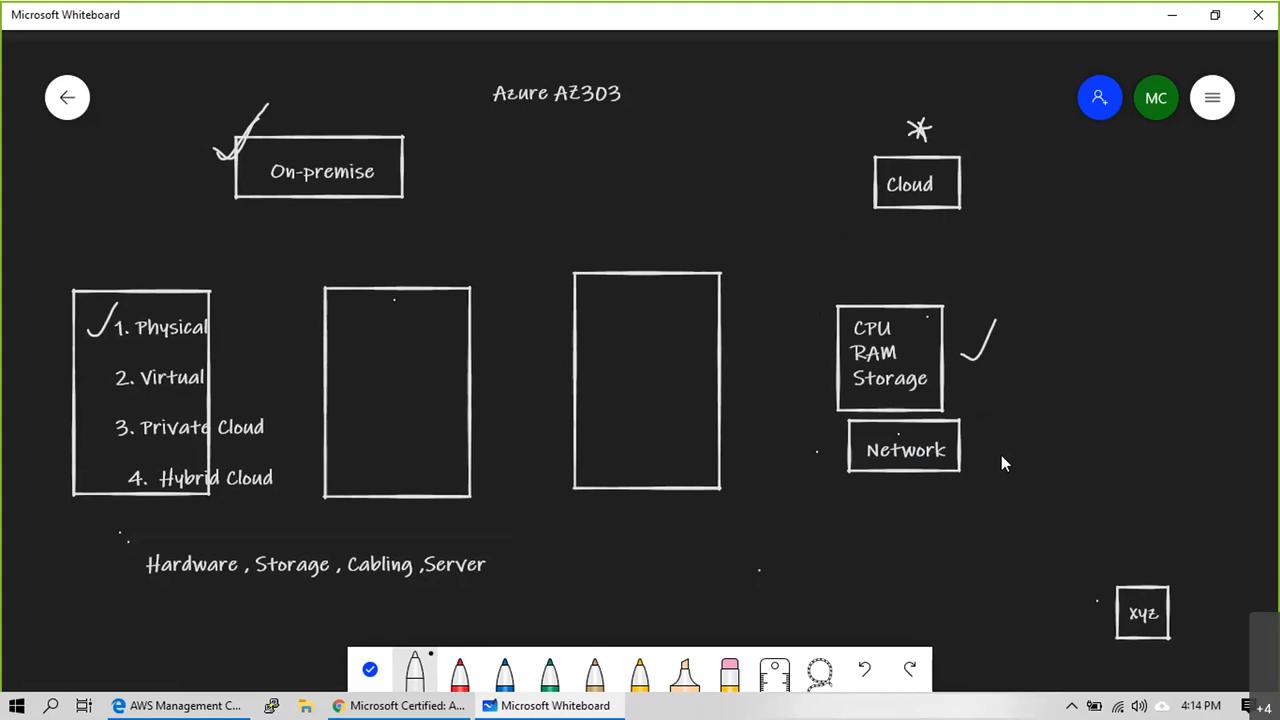 Microsoft Whiteboard
Azure AZ303
MC
On-premise
Cloud
1. Physical
2. Virtual
3. Private Cloud
4. Hybrid Cloud
CPU
RAM
Storage
Network
Hardware , Storage , Cabling ,Server
xyz
AWS Management C...
Microsoft Certified: A...
Microsoft Whiteboard
4:14 PM
+4